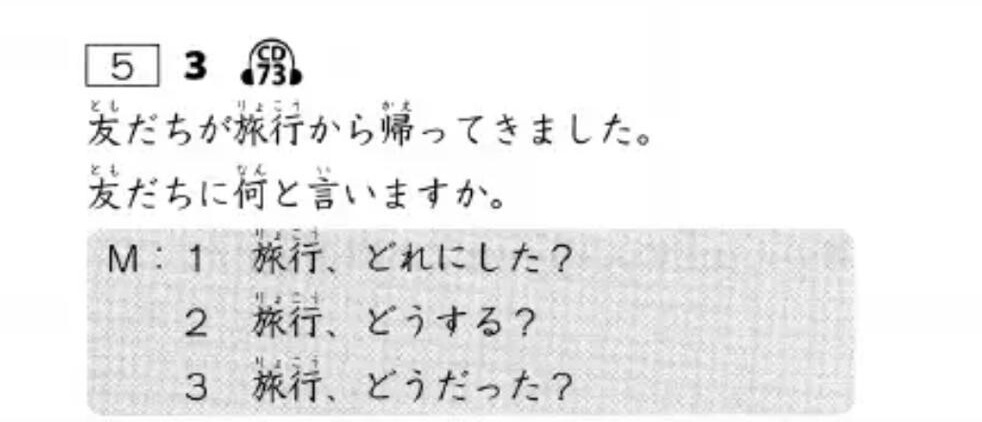 5 3 CD 73
友だちが旅行から帰ってきました。
友だちに何と言いますか。
M：1 旅行、どれにした？
2 旅行、どうする？
3 旅行、どうだった？